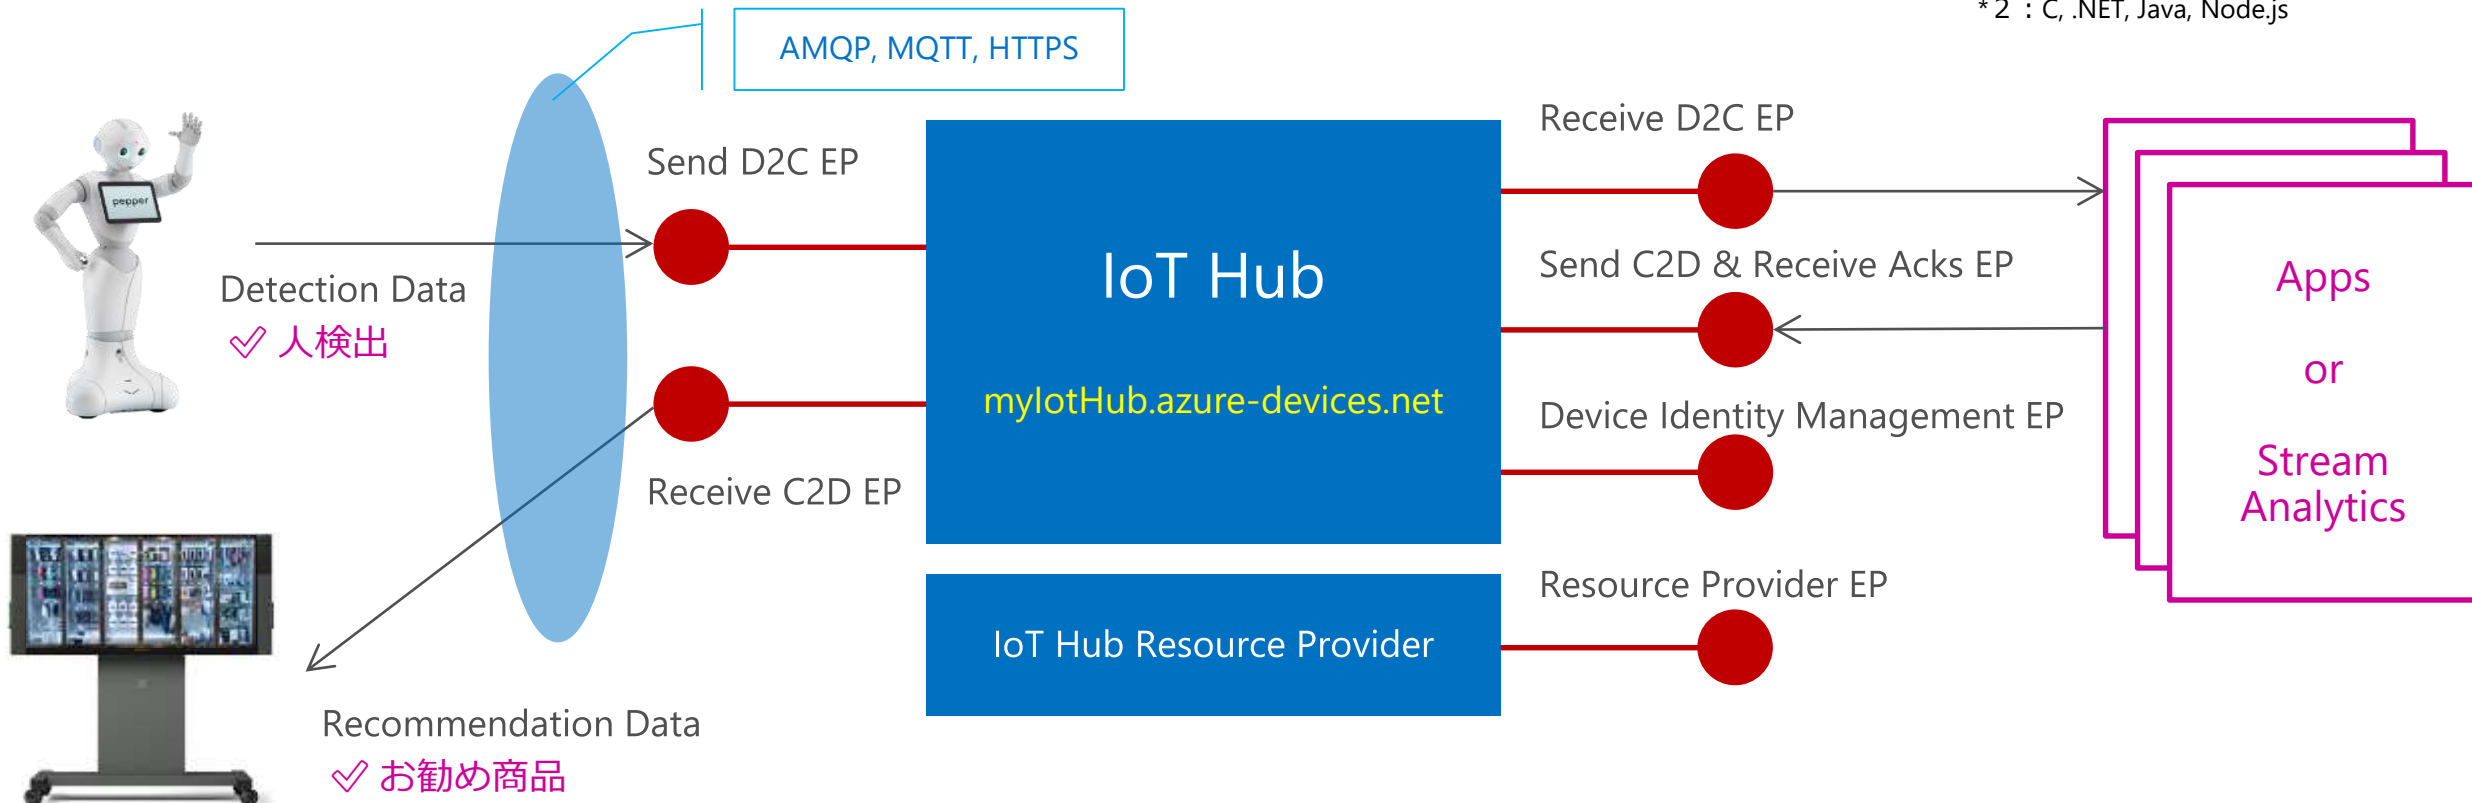 *２：C, .NET, Java, Node.js
AMQP, MQTT, HTTPS
Receive D2C EP
Send D2C EP
pepper
IoT Hub
myIotHub.azure-devices.net
Send C2D & Receive Acks EP
Apps
or
Stream
Analytics
Detection Data
人検出
Device Identity Management EP
Receive C2D EP
Resource Provider EP
IoT Hub Resource Provider
Recommendation Data
お勧め商品